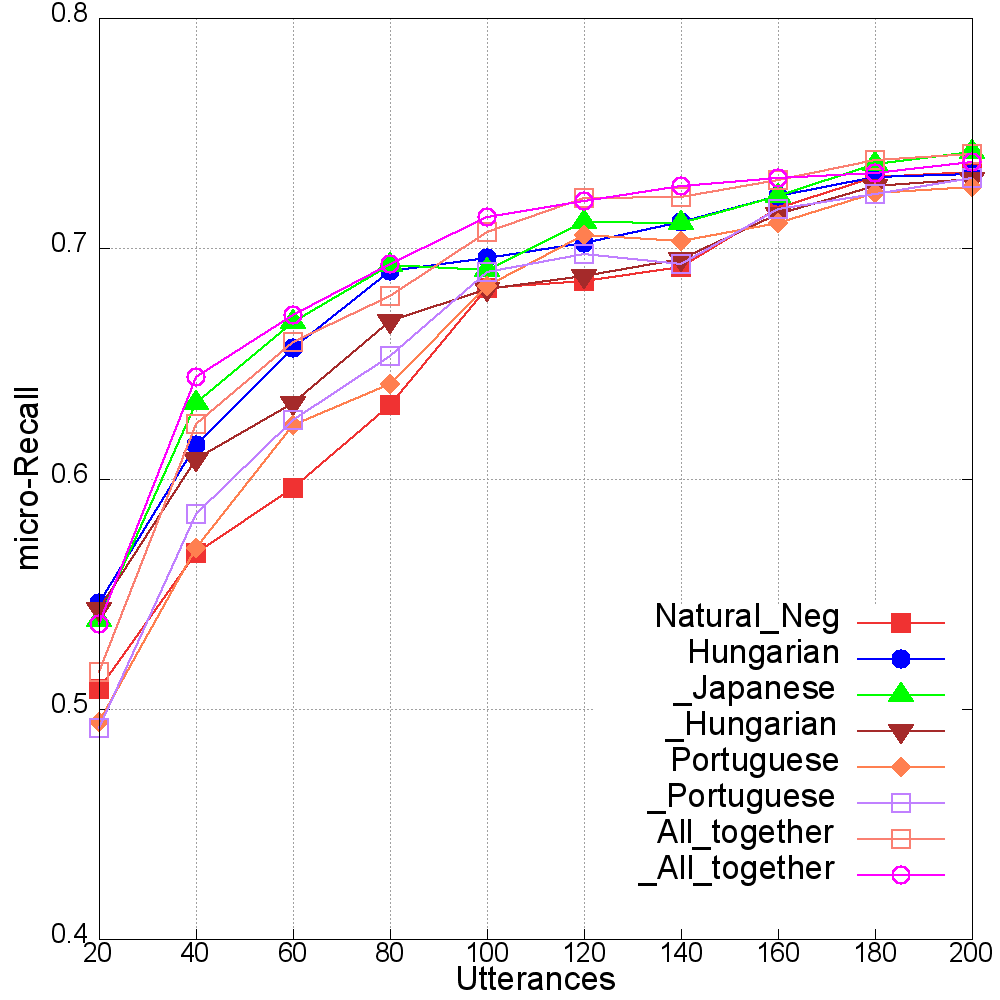 0.8
0.7
0.6
0.5
0.4
micro-Recall
Natural_Neg
Hungarian
_Japanese
_Hungarian
Portuguese
_Portuguese
All_together
_All_together
20 40 60 80 100 120 140 160 180 200
Utterances